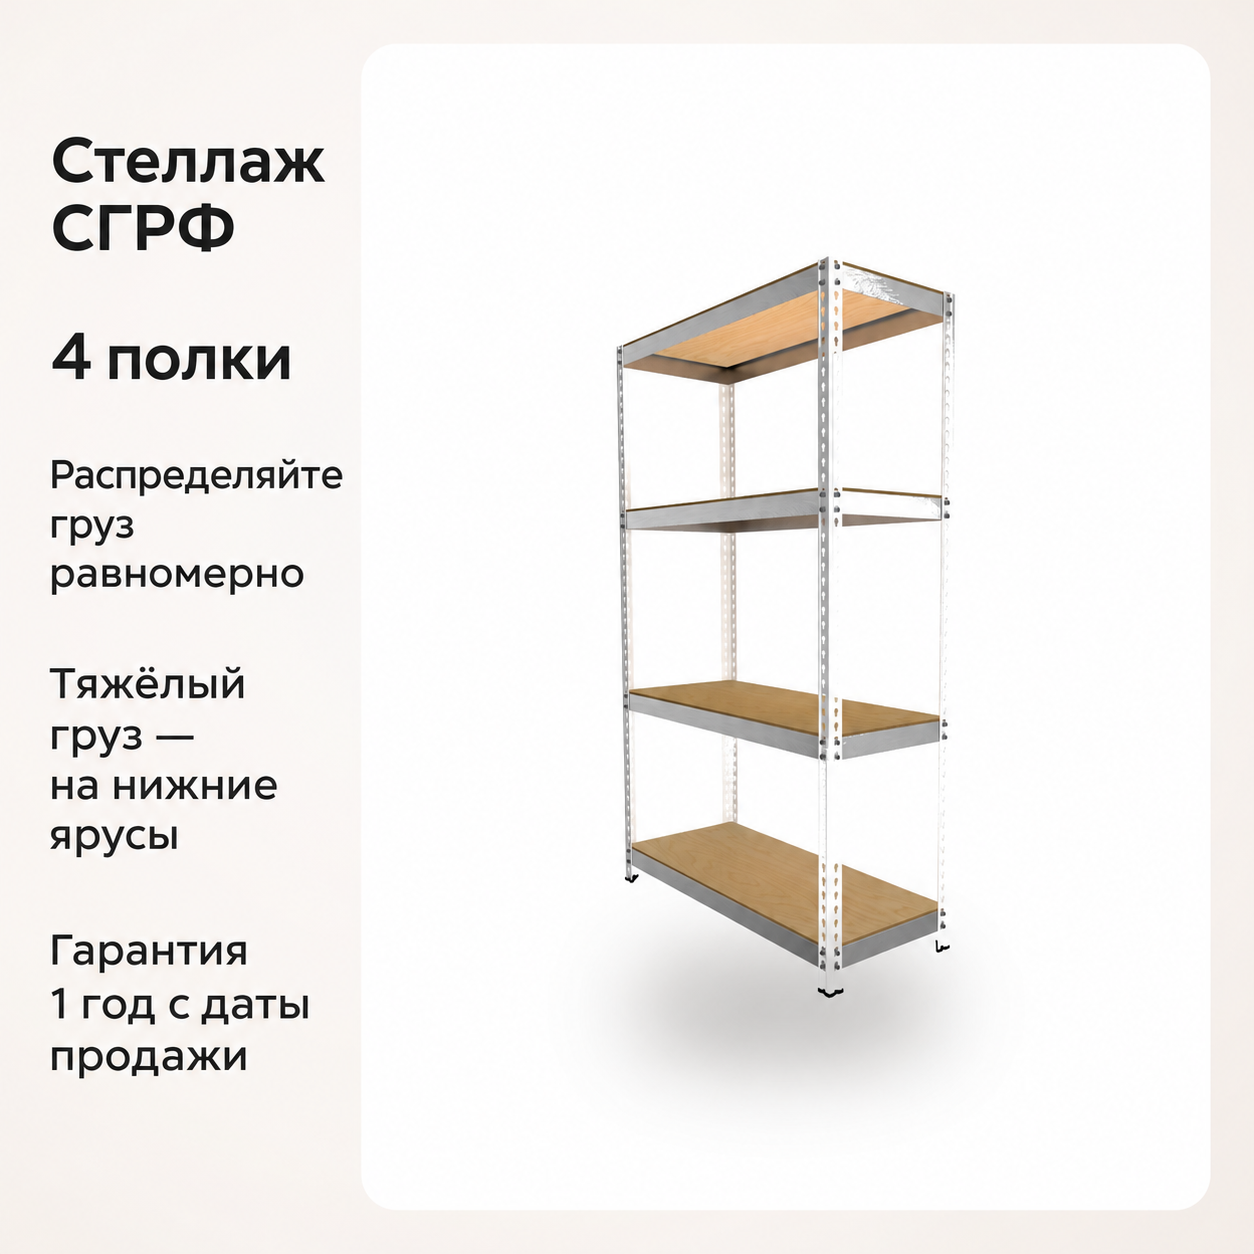 Стеллаж
СГРФ
4 полки
Распределяйте
груз
равномерно
Тяжёлый
груз —
на нижние
ярусы
Гарантия
1 год с даты
продажи